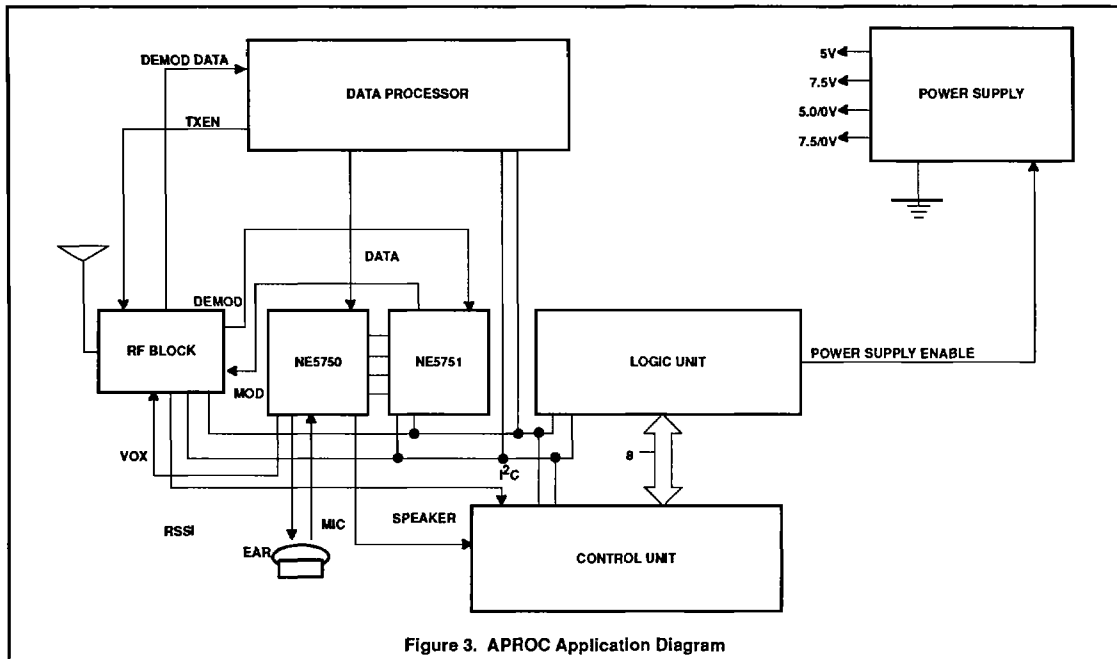 DEMOD DATA
DATA PROCESSOR
TXEN
5V
7.5V
5.0/0V
7.5/0V
POWER SUPPLY
DATA
DEMOD
RF BLOCK
NE5750
NE5751
LOGIC UNIT
POWER SUPPLY ENABLE
MOD
VOX
I²C
8
RSSI
MIC
SPEAKER
EAR
CONTROL UNIT
Figure 3. APROC Application Diagram